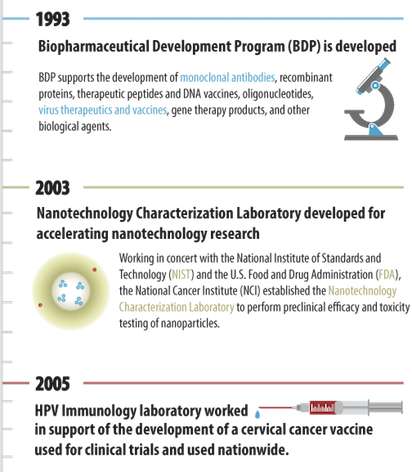 1993
Biopharmaceutical Development Program (BDP) is developed
BDP supports the development of monoclonal antibodies, recombinant
proteins, therapeutic peptides and DNA vaccines, oligonucleotides,
virus therapeutics and vaccines, gene therapy products, and other
biological agents.
2003
Nanotechnology Characterization Laboratory developed for
accelerating nanotechnology research
Working in concert with the National Institute of Standards and
Technology (NIST) and the U.S. Food and Drug Administration (FDA),
the National Cancer Institute (NCI) established the Nanotechnology
Characterization Laboratory to perform preclinical efficacy and toxicity
testing of nanoparticles.
2005
HPV Immunology laboratory worked
in support of the development of a cervical cancer vaccine
used for clinical trials and used nationwide.